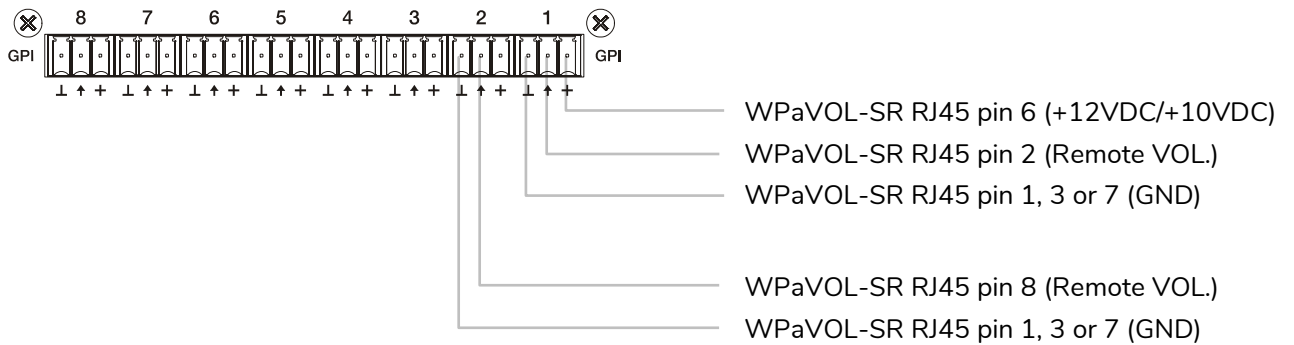 8 7 6 5 4 3 2 1
GPI GPI
⊥ ↑ + ⊥ ↑ + ⊥ ↑ + ⊥ ↑ + ⊥ ↑ + ⊥ ↑ + ⊥ ↑ + ⊥ ↑ +
WPaVOL-SR RJ45 pin 6 (+12VDC/+10VDC)
WPaVOL-SR RJ45 pin 2 (Remote VOL.)
WPaVOL-SR RJ45 pin 1, 3 or 7 (GND)
WPaVOL-SR RJ45 pin 8 (Remote VOL.)
WPaVOL-SR RJ45 pin 1, 3 or 7 (GND)